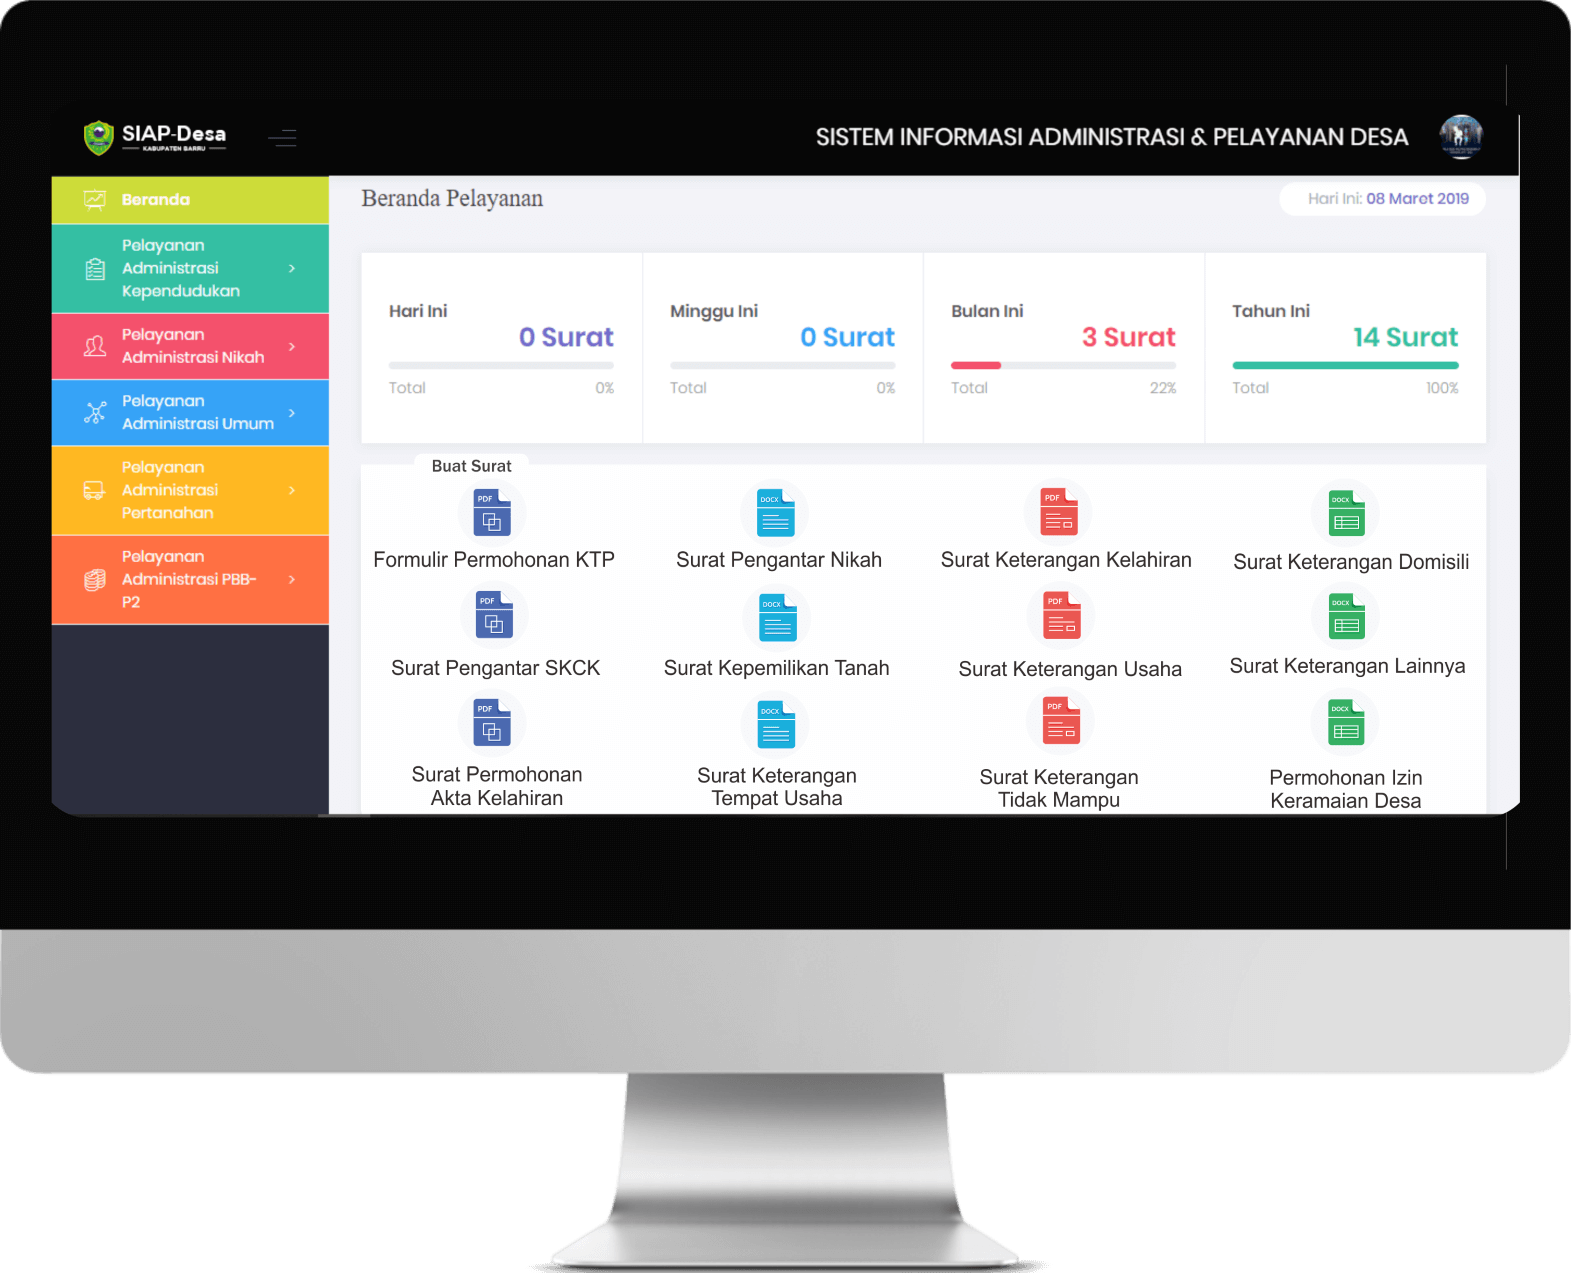 SIAP-Desa
KABUPATEN BARRU
SISTEM INFORMASI ADMINISTRASI & PELAYANAN DESA
Beranda
Pelayanan
Administrasi
Kependudukan
Pelayanan
Administrasi Nikah
Pelayanan
Administrasi Umum
Pelayanan
Administrasi
Pertanahan
Pelayanan
Administrasi PBB-
P2
Beranda Pelayanan
Hari Ini: 08 Maret 2019
Hari Ini
0 Surat
Total 0%
Minggu Ini
0 Surat
Total 0%
Bulan Ini
3 Surat
Total 22%
Tahun Ini
14 Surat
Total 100%
Buat Surat
PDF
Formulir Permohonan KTP
DOCX
Surat Pengantar Nikah
PDF
Surat Keterangan Kelahiran
DOCX
Surat Keterangan Domisili
PDF
Surat Pengantar SKCK
DOCX
Surat Kepemilikan Tanah
PDF
Surat Keterangan Usaha
DOCX
Surat Keterangan Lainnya
PDF
Surat Permohonan
Akta Kelahiran
DOCX
Surat Keterangan
Tempat Usaha
PDF
Surat Keterangan
Tidak Mampu
DOCX
Permohonan Izin
Keramaian Desa